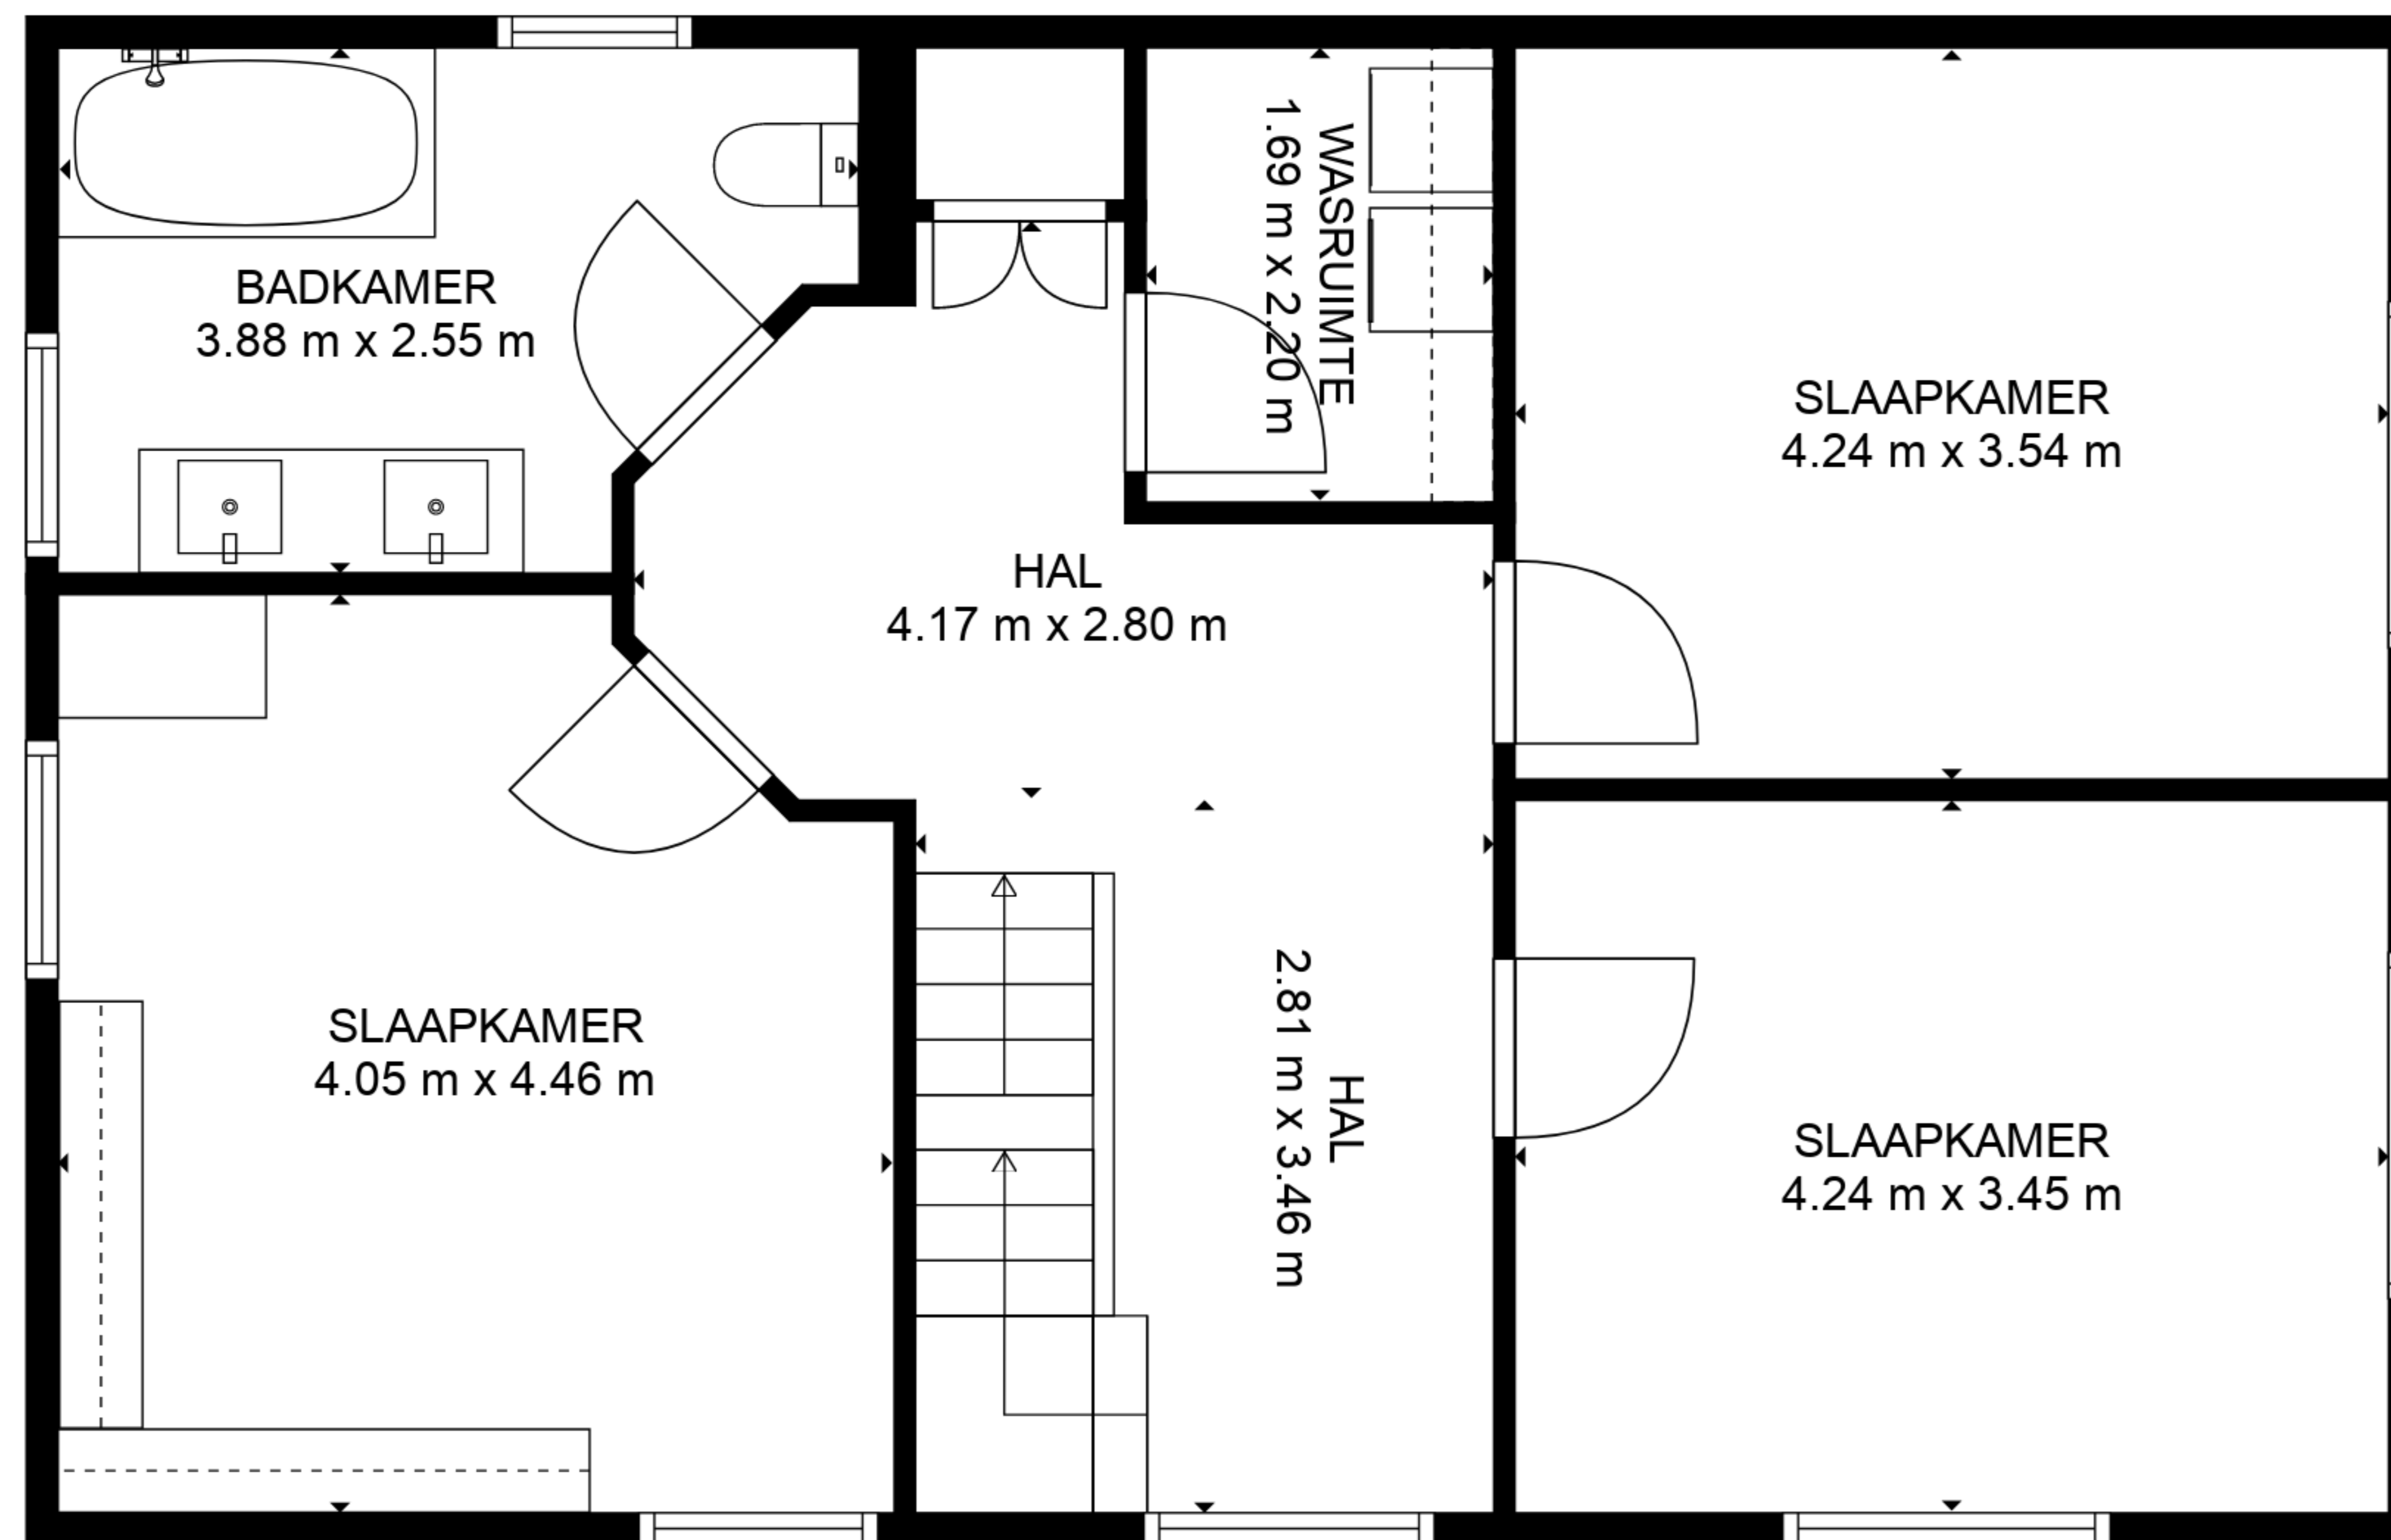 BADKAMER
3.88 m x 2.55 m
WASRUIMTE
1.69 m x 2.20 m
SLAAPKAMER
4.24 m x 3.54 m
HAL
4.17 m x 2.80 m
SLAAPKAMER
4.05 m x 4.46 m
HAL
2.81 m x 3.46 m
SLAAPKAMER
4.24 m x 3.45 m